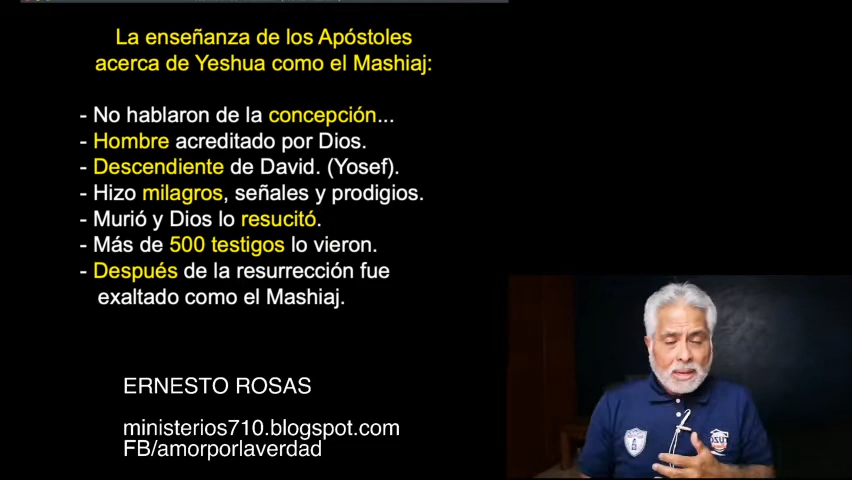 La enseñanza de los Apóstoles
acerca de Yeshua como el Mashiaj:
- No hablaron de la concepción...
- Hombre acreditado por Dios.
- Descendiente de David. (Yosef).
- Hizo milagros, señales y prodigios.
- Murió y Dios lo resucitó.
- Más de 500 testigos lo vieron.
- Después de la resurrección fue
exaltado como el Mashiaj.
ERNESTO ROSAS
ministerios710.blogspot.com
FB/amorporlaverdad